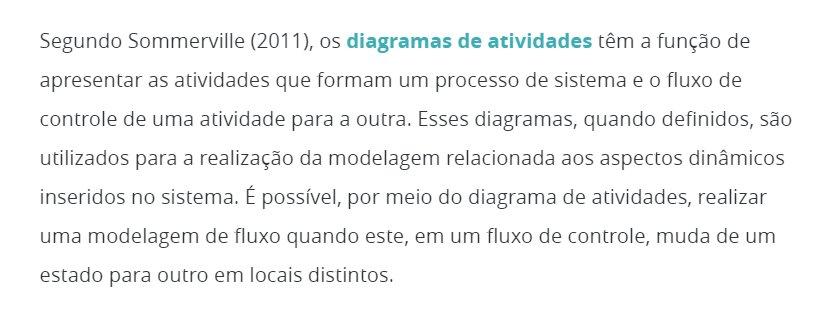 Segundo Sommerville (2011), os diagramas de atividades têm a função de
apresentar as atividades que formam um processo de sistema e o fluxo de
controle de uma atividade para a outra. Esses diagramas, quando definidos, são
utilizados para a realização da modelagem relacionada aos aspectos dinâmicos
inseridos no sistema. É possível, por meio do diagrama de atividades, realizar
uma modelagem de fluxo quando este, em um fluxo de controle, muda de um
estado para outro em locais distintos.